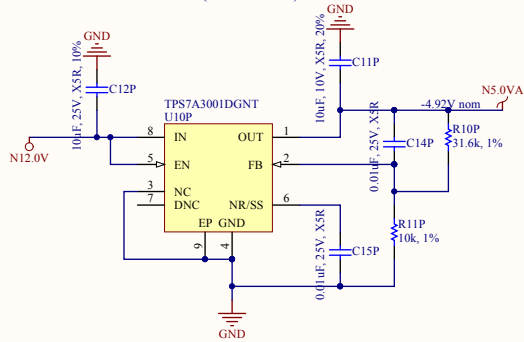 GND
C12P
10uF, 25V, X5R, 10%
GND
C11P
10uF, 10V, X5R, 20%
N5.0VA
-4.92V nom
TPS7A3001DGNT
U10P
N12.0V
8 IN
5 EN
3 NC
7 DNC
OUT 1
FB 2
NR/SS 6
EP GND
9
4
C14P
0.01uF, 25V, X5R
R10P
31.6k, 1%
R11P
10k, 1%
C15P
0.01uF, 25V, X5R
GND